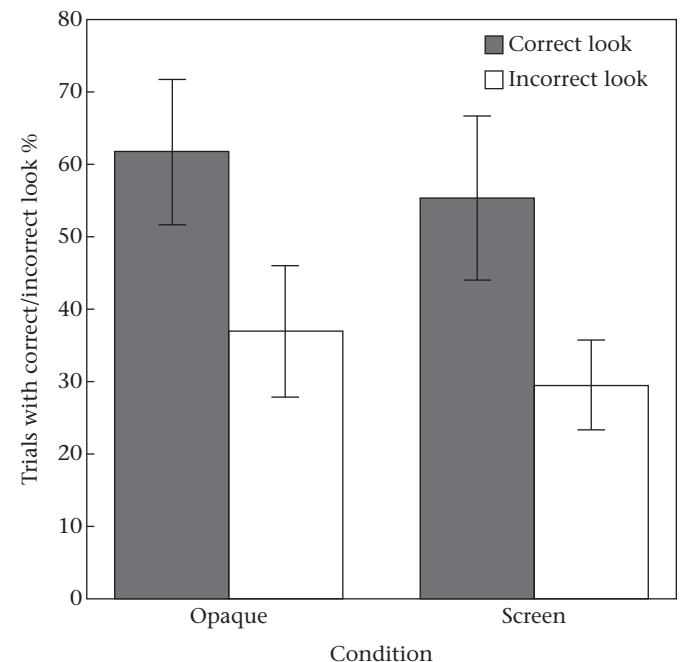 80
70
60
50
40
30
20
10
0
Trials with correct/incorrect look %
Correct look
Incorrect look
Opaque
Screen
Condition